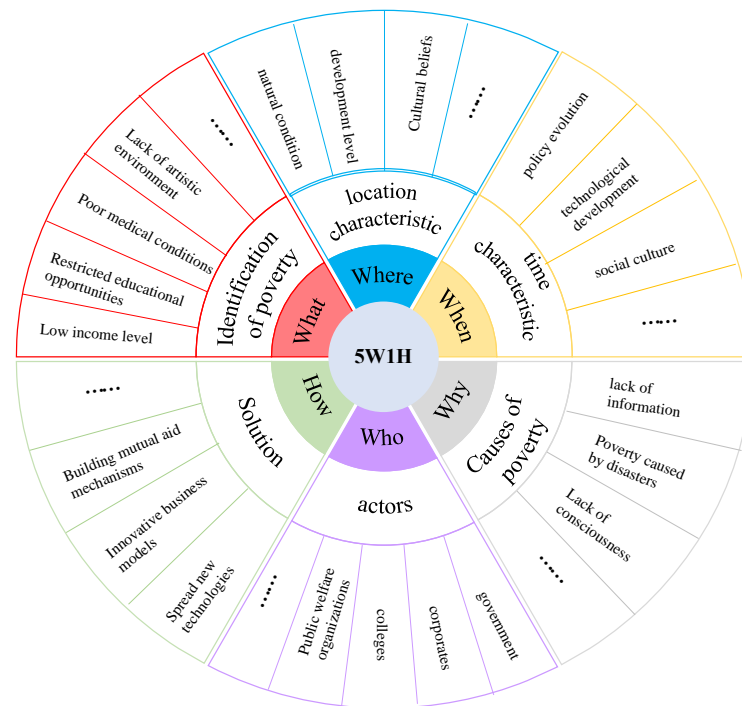 5W1H
What
Identification
of poverty
Low income level
Restricted educational
opportunities
Poor medical conditions
Lack of artistic
environment
......
Where
location
characteristic
natural condition
development level
Cultural beliefs
......
When
time
characteristic
policy evolution
technological
development
social culture
......
Why
Causes of
poverty
lack of
information
Poverty caused
by disasters
Lack of
consciousness
......
Who
actors
government
corporates
colleges
Public welfare
organizations
......
How
Solution
Spread new
technologies
Innovative business
models
Building mutual aid
mechanisms
......